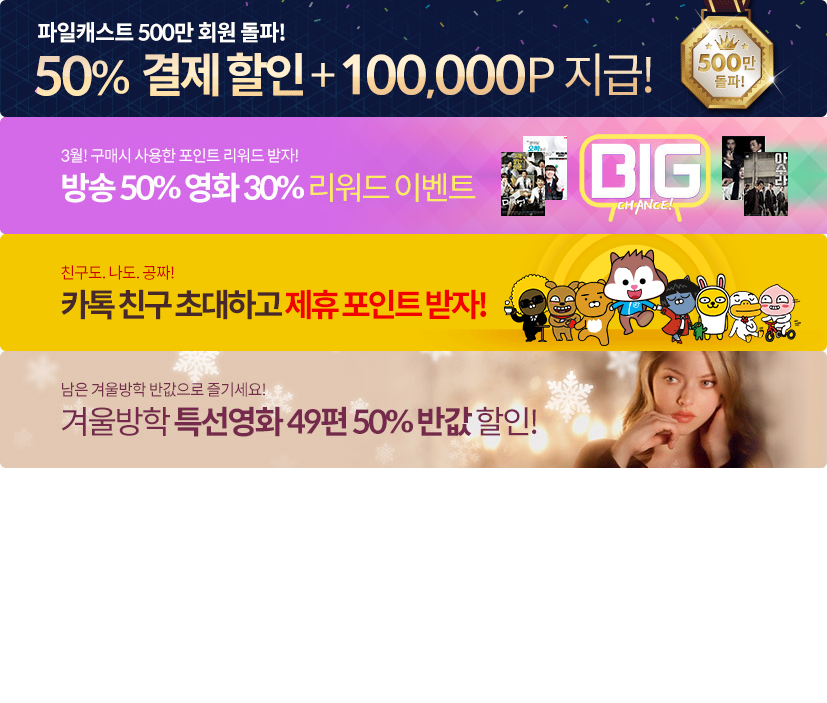 파일캐스트 500만 회원 돌파!
50% 결제 할인 + 100,000P 지급!
500만
돌파!
3월! 구매시 사용한 포인트 리워드 받자!
방송 50% 영화 30% 리워드 이벤트
BIG
CHANCE!
아수라
친구도. 나도. 공짜!
카톡 친구 초대하고 제휴 포인트 받자!
남은 겨울방학 반값으로 즐기세요!
겨울방학 특선영화 49편 50% 반값 할인!